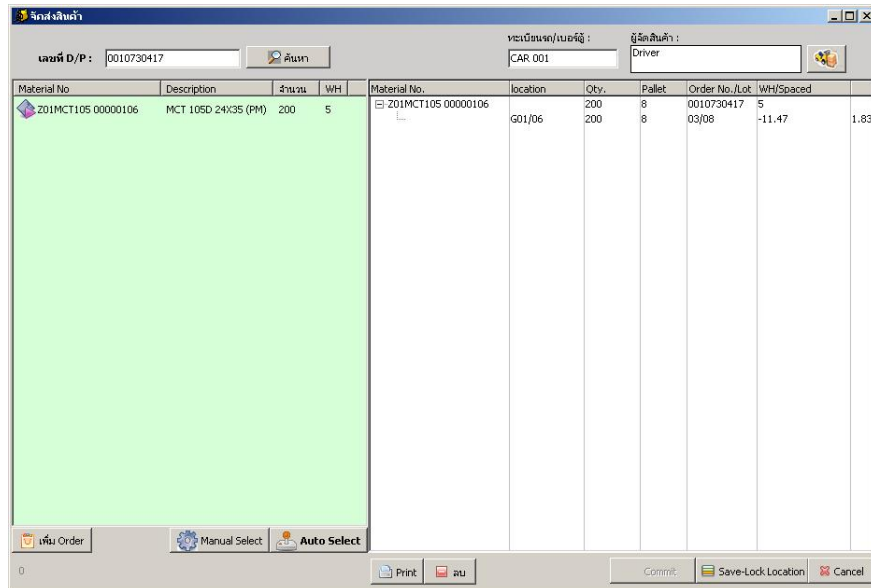 จัดส่งสินค้า
เลขที่ D/P : 0010730417 ค้นหา
ทะเบียนรถ/เบอร์ตู้ : ผู้จัดสินค้า :
CAR 001 Driver
Material No Description จำนวน WH
Z01MCT105 00000106 MCT 105D 24X35 (PM) 200 5
Material No. location Qty. Pallet Order No./Lot WH/Spaced
Z01MCT105 00000106 200 8 0010730417 5
G01/06 200 8 03/08 -11.47 1.83
เพิ่ม Order Manual Select Auto Select
0 Print ลบ Commit Save-Lock Location Cancel